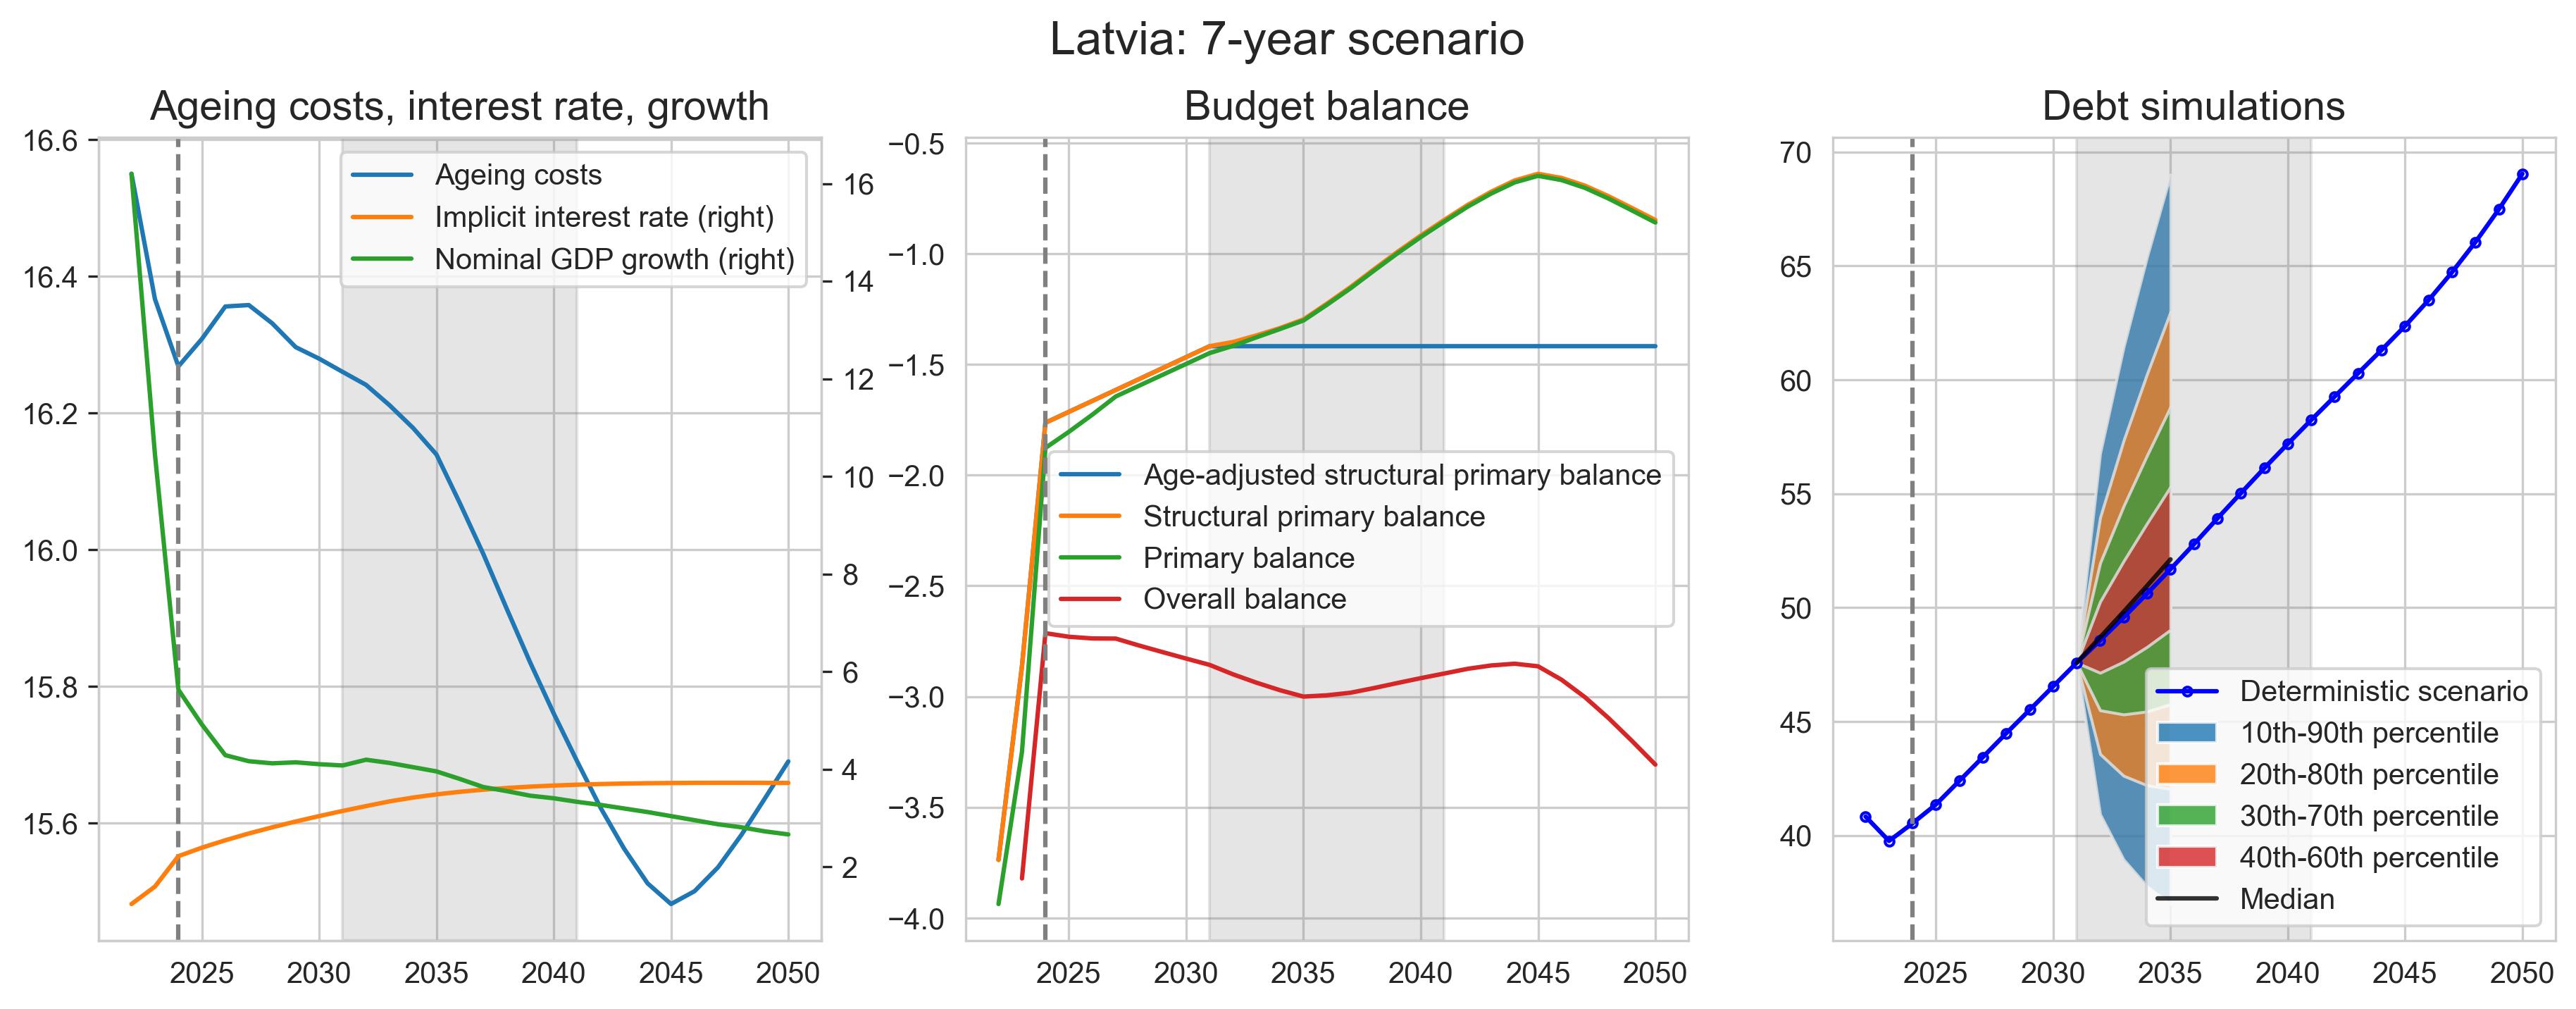 Latvia: 7-year scenario
Ageing costs, interest rate, growth
16.6
16.4
16.2
16.0
15.8
15.6
16
14
12
10
8
6
4
2
2025 2030 2035 2040 2045 2050
Ageing costs
Implicit interest rate (right)
Nominal GDP growth (right)
Budget balance
−0.5
−1.0
−1.5
−2.0
−2.5
−3.0
−3.5
−4.0
2025 2030 2035 2040 2045 2050
Age-adjusted structural primary balance
Structural primary balance
Primary balance
Overall balance
Debt simulations
70
65
60
55
50
45
40
2025 2030 2035 2040 2045 2050
Deterministic scenario
10th-90th percentile
20th-80th percentile
30th-70th percentile
40th-60th percentile
Median